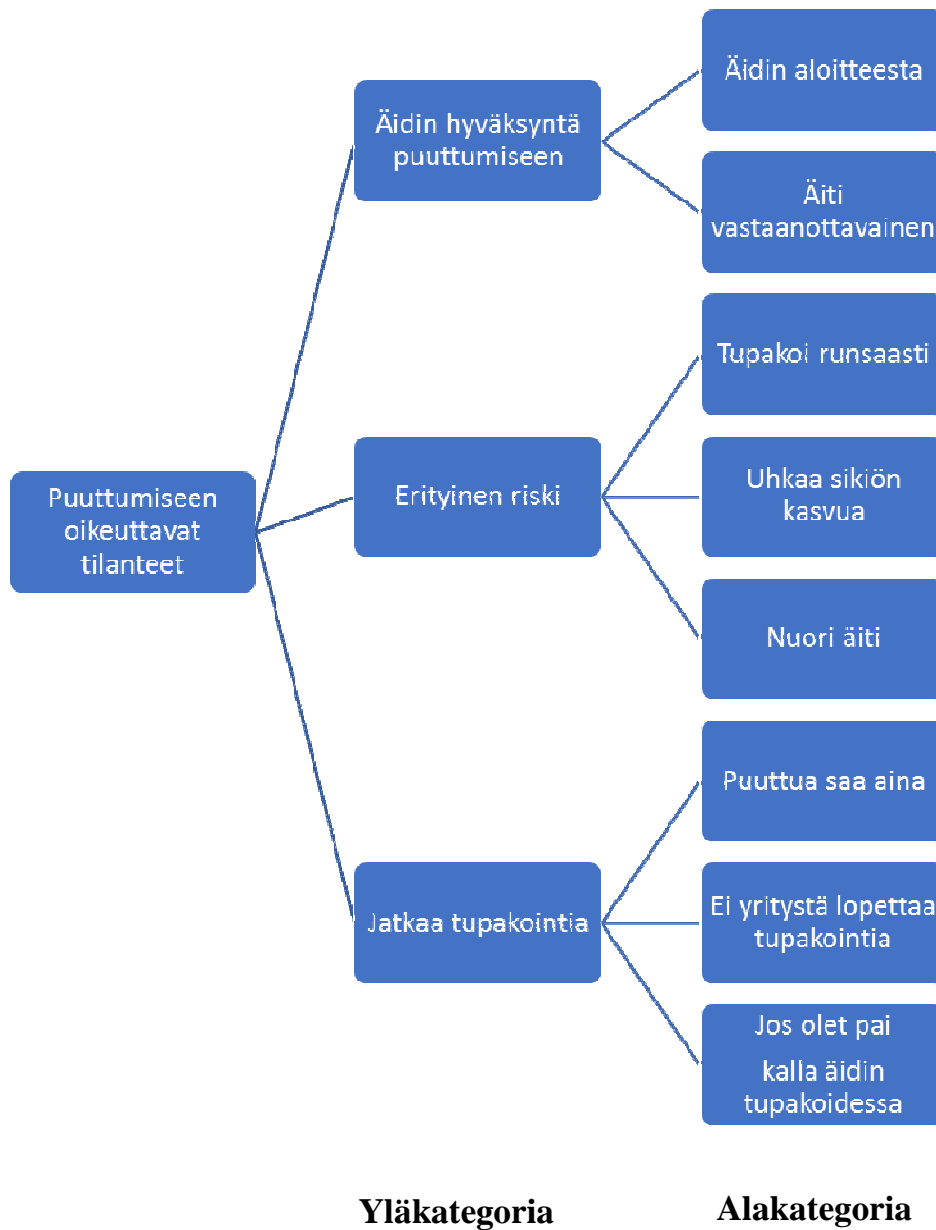 Puuttumiseen
oikeuttavat
tilanteet
Äidin hyväksyntä
puuttumiseen
Äidin aloitteesta
Äiti
vastaanottavainen
Erityinen riski
Tupakoi runsaasti
Uhkaa sikiön
kasvua
Nuori äiti
Jatkaa tupakointia
Puuttua saa aina
Ei yritystä lopettaa
tupakointia
Jos olet pai
kalla äidin
tupakoidessa
Yläkategoria
Alakategoria